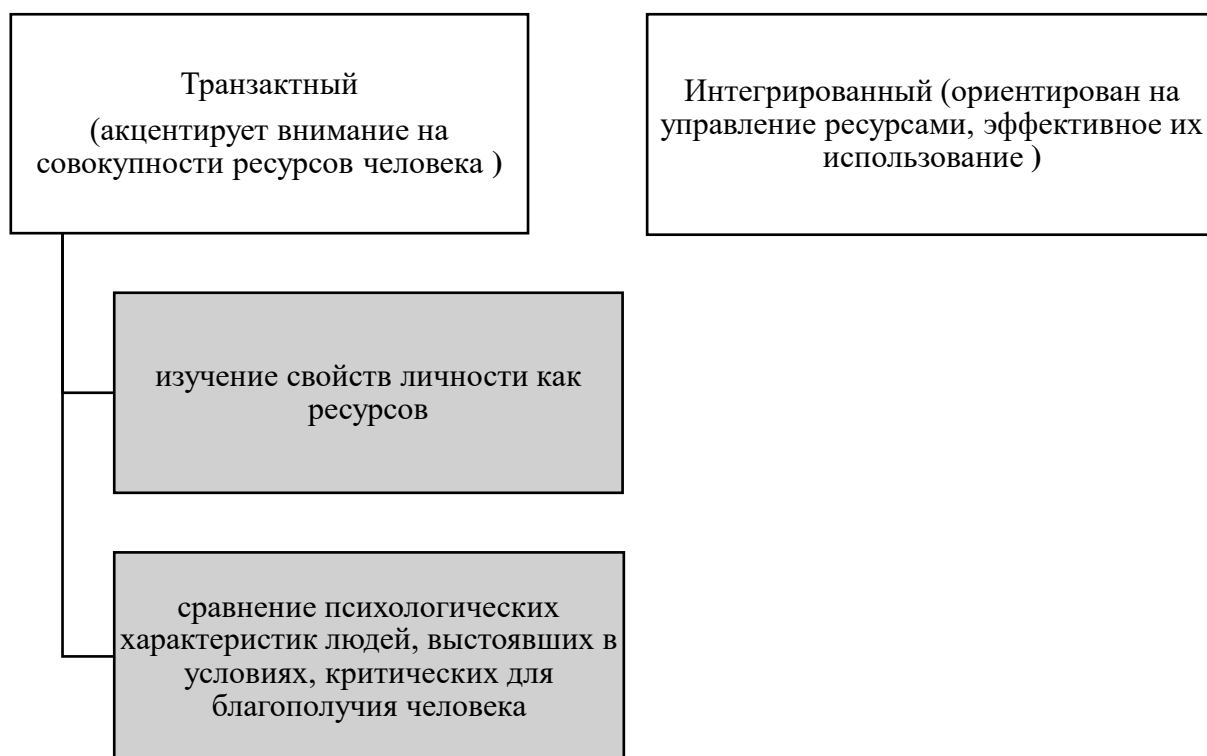 Транзактный
(акцентирует внимание на
совокупности ресурсов человека )
Интегрированный (ориентирован на
управление ресурсами, эффективное их
использование )
изучение свойств личности как
ресурсов
сравнение психологических
характеристик людей, выстоявших в
условиях, критических для
благополучия человека